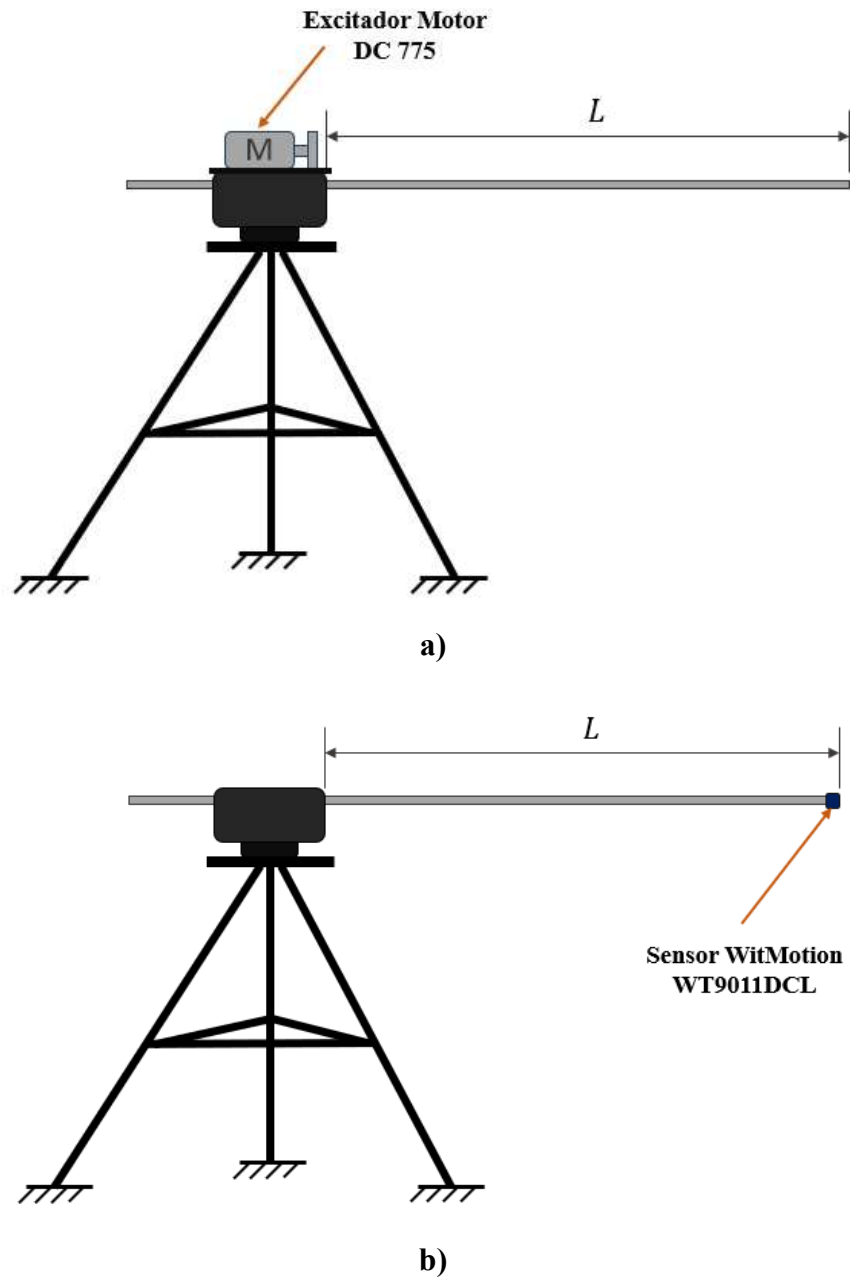 Excitador Motor
DC 775
L
M
a)
L
Sensor WitMotion
WT9011DCL
b)